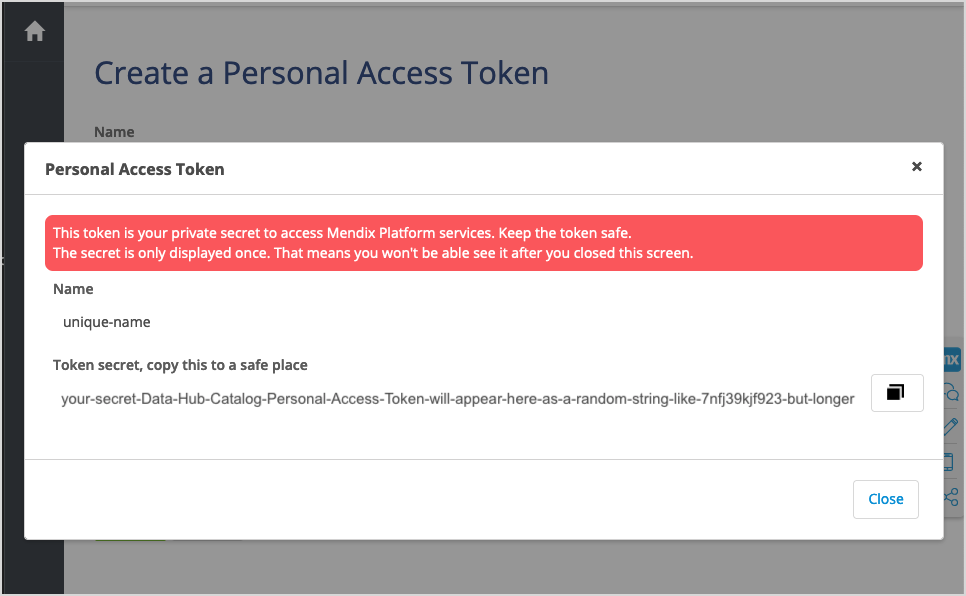 Create a Personal Access Token
Name
Personal Access Token
This token is your private secret to access Mendix Platform services. Keep the token safe.
The secret is only displayed once. That means you won't be able see it after you closed this screen.
Name
unique-name
Token secret, copy this to a safe place
your-secret-Data-Hub-Catalog-Personal-Access-Token-will-appear-here-as-a-random-string-like-7nfj39kjf923-but-longer
Close